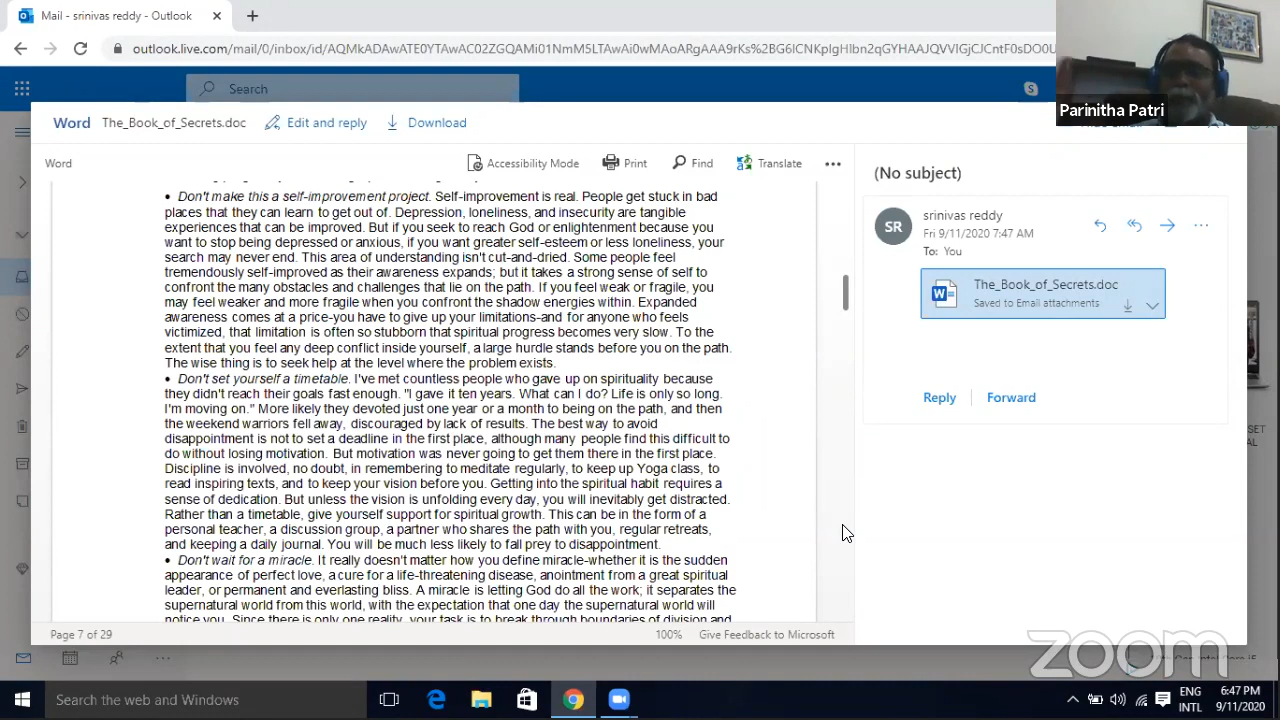 Mail - srinivas reddy - Outlook
outlook.live.com/mail/0/inbox/id/
Search
Parinitha Patri
Word The_Book_of_Secrets.doc Edit and reply Download
Word Accessibility Mode Print Find Translate
• Don't make this a self-improvement project. Self-improvement is real. People get stuck in bad
places that they can learn to get out of. Depression, loneliness, and insecurity are tangible
experiences that can be improved. But if you seek to reach God or enlightenment because you
want to stop being depressed or anxious, if you want greater self-esteem or less loneliness, your
search may never end. This area of understanding isn't cut-and-dried. Some people feel
tremendously self-improved as their awareness expands; but it takes a strong sense of self to
confront the many obstacles and challenges that lie on the path. If you feel weak or fragile, you
may feel weaker and more fragile when you confront the shadow energies within. Expanded
awareness comes at a price-you have to give up your limitations-and for anyone who feels
victimized, that limitation is often so stubborn that spiritual progress becomes very slow. To the
extent that you feel any deep conflict inside yourself, a large hurdle stands before you on the path.
The wise thing is to seek help at the level where the problem exists.
• Don't set yourself a timetable. I've met countless people who gave up on spirituality because
they didn't reach their goals fast enough. "I gave it ten years. What can I do? Life is only so long.
I'm moving on." More likely they devoted just one year or a month to being on the path, and then
the weekend warriors fell away, discouraged by lack of results. The best way to avoid
disappointment is not to set a deadline in the first place, although many people find this difficult to
do without losing motivation. But motivation was never going to get them there in the first place.
Discipline is involved, no doubt, in remembering to meditate regularly, to keep up Yoga class, to
read inspiring texts, and to keep your vision before you. Getting into the spiritual habit requires a
sense of dedication. But unless the vision is unfolding every day, you will inevitably get distracted.
Rather than a timetable, give yourself support for spiritual growth. This can be in the form of a
personal teacher, a discussion group, a partner who shares the path with you, regular retreats,
and keeping a daily journal. You will be much less likely to fall prey to disappointment.
• Don't wait for a miracle. It really doesn't matter how you define miracle-whether it is the sudden
appearance of perfect love, a cure for a life-threatening disease, anointment from a great spiritual
leader, or permanent and everlasting bliss. A miracle is letting God do all the work; it separates the
supernatural world from this world, with the expectation that one day the supernatural world will
notice you. Since there is only one reality, your task is to break through boundaries of division and
Page 7 of 29 100% Give Feedback to Microsoft
(No subject)
SR
srinivas reddy
Fri 9/11/2020 7:47 AM
To: You
The_Book_of_Secrets.doc
Saved to Email attachments
Reply Forward
zoom
Search the web and Windows
ENG
INTL
6:47 PM
9/11/2020